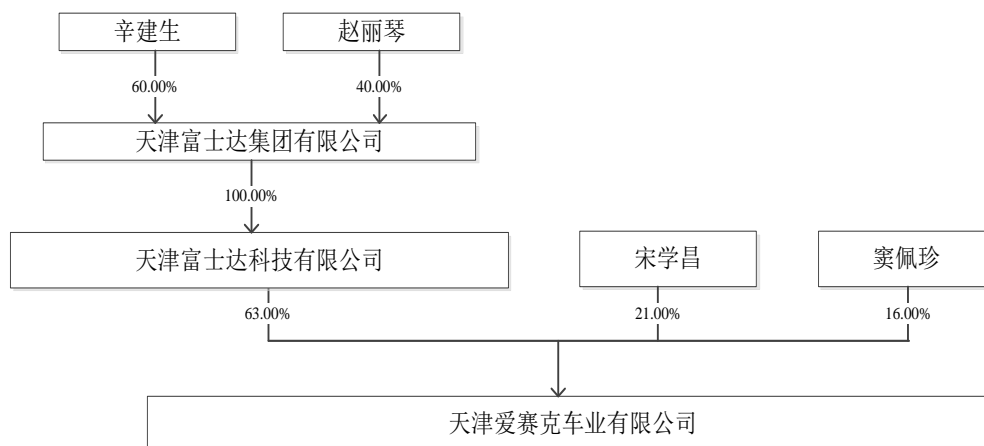 辛建生
赵丽琴
60.00%
40.00%
天津富士达集团有限公司
100.00%
天津富士达科技有限公司
宋学昌
窦佩珍
63.00%
21.00%
16.00%
天津爱赛克车业有限公司